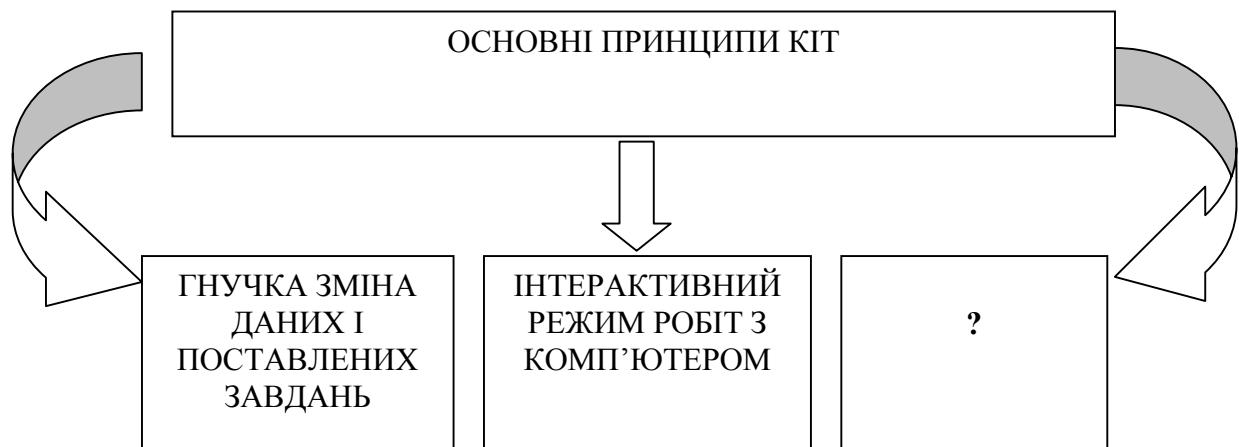 ОСНОВНІ ПРИНЦИПИ КІТ
ГНУЧКА ЗМІНА
ДАНИХ І
ПОСТАВЛЕНИХ
ЗАВДАНЬ
ІНТЕРАКТИВНИЙ
РЕЖИМ РОБІТ З
КОМП’ЮТЕРОМ
?